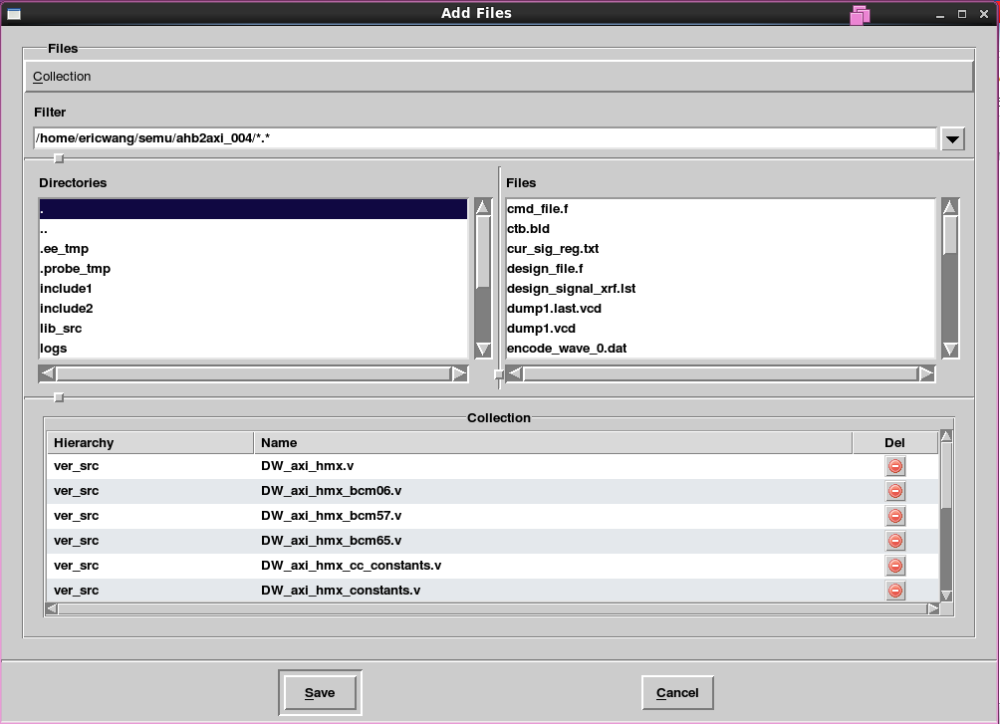 Add Files
Files
Collection
Filter
/home/ericwang/semu/ahb2axi_004/*.*
Directories
.
..
.ee_tmp
.probe_tmp
include1
include2
lib_src
logs
Files
cmd_file.f
ctb.bld
cur_sig_reg.txt
design_file.f
design_signal_xrf.lst
dump1.last.vcd
dump1.vcd
encode_wave_0.dat
Collection
Hierarchy Name Del
ver_src DW_axi_hmx.v
ver_src DW_axi_hmx_bcm06.v
ver_src DW_axi_hmx_bcm57.v
ver_src DW_axi_hmx_bcm65.v
ver_src DW_axi_hmx_cc_constants.v
ver_src DW_axi_hmx_constants.v
Save Cancel